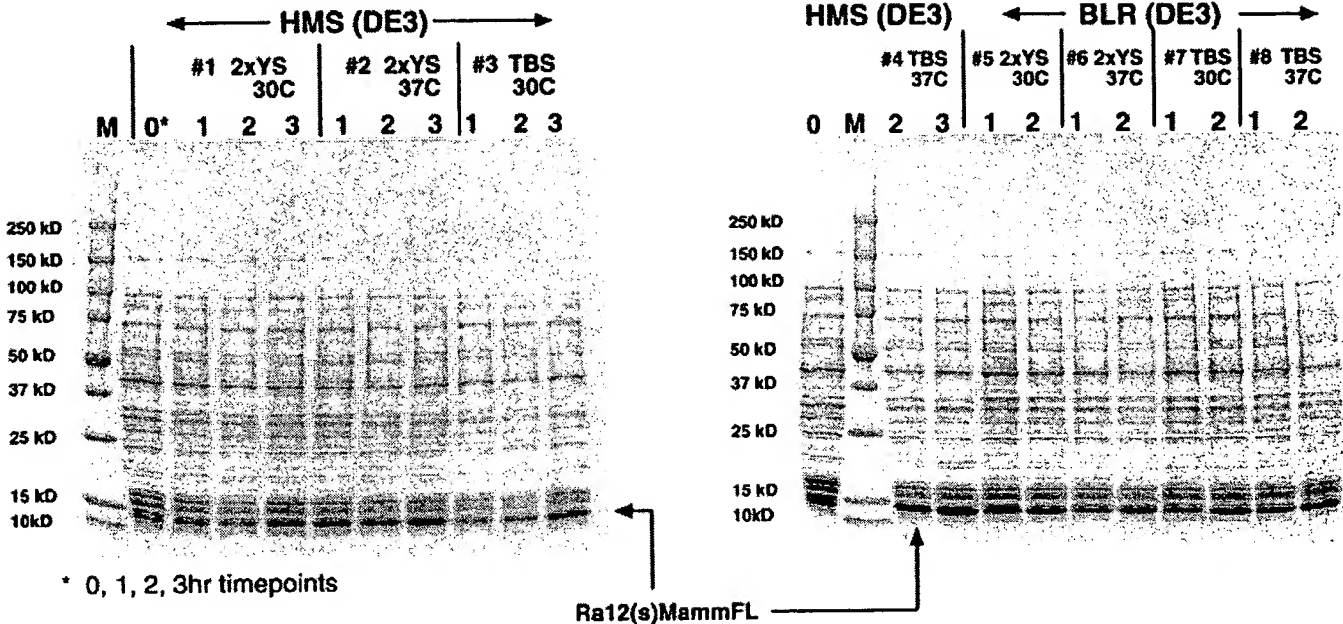 HMS (DE3)
#1 2xYS
30C
#2 2xYS
37C
#3 TBS
30C
M 0* 1 2 3 1 2 3 1 2 3
250 kD
150 kD
100 kD
75 kD
50 kD
37 kD
25 kD
15 kD
10kD
* 0, 1, 2, 3hr timepoints
HMS (DE3) BLR (DE3)
#4 TBS
37C
#5 2xYS
30C
#6 2xYS
37C
#7 TBS
30C
#8 TBS
37C
0 M 2 3 1 2 1 2 1 2 1 2
250 kD
150 kD
100 kD
75 kD
50 kD
37 kD
25 kD
15 kD
10kD
Ra12(s)MammFL